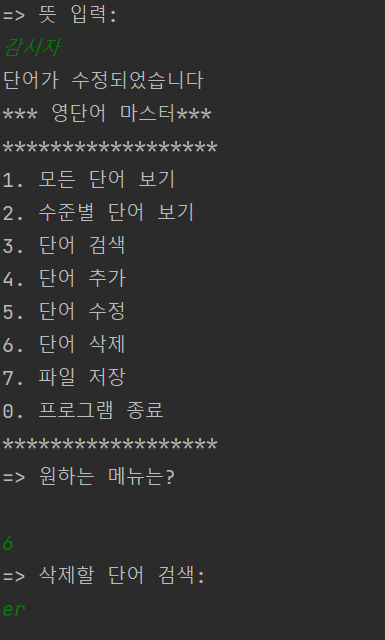 => 뜻 입력:
감시자
단어가 수정되었습니다
*** 영단어 마스터***
******************
1. 모든 단어 보기
2. 수준별 단어 보기
3. 단어 검색
4. 단어 추가
5. 단어 수정
6. 단어 삭제
7. 파일 저장
0. 프로그램 종료
******************
=> 원하는 메뉴는?
6
=> 삭제할 단어 검색:
er